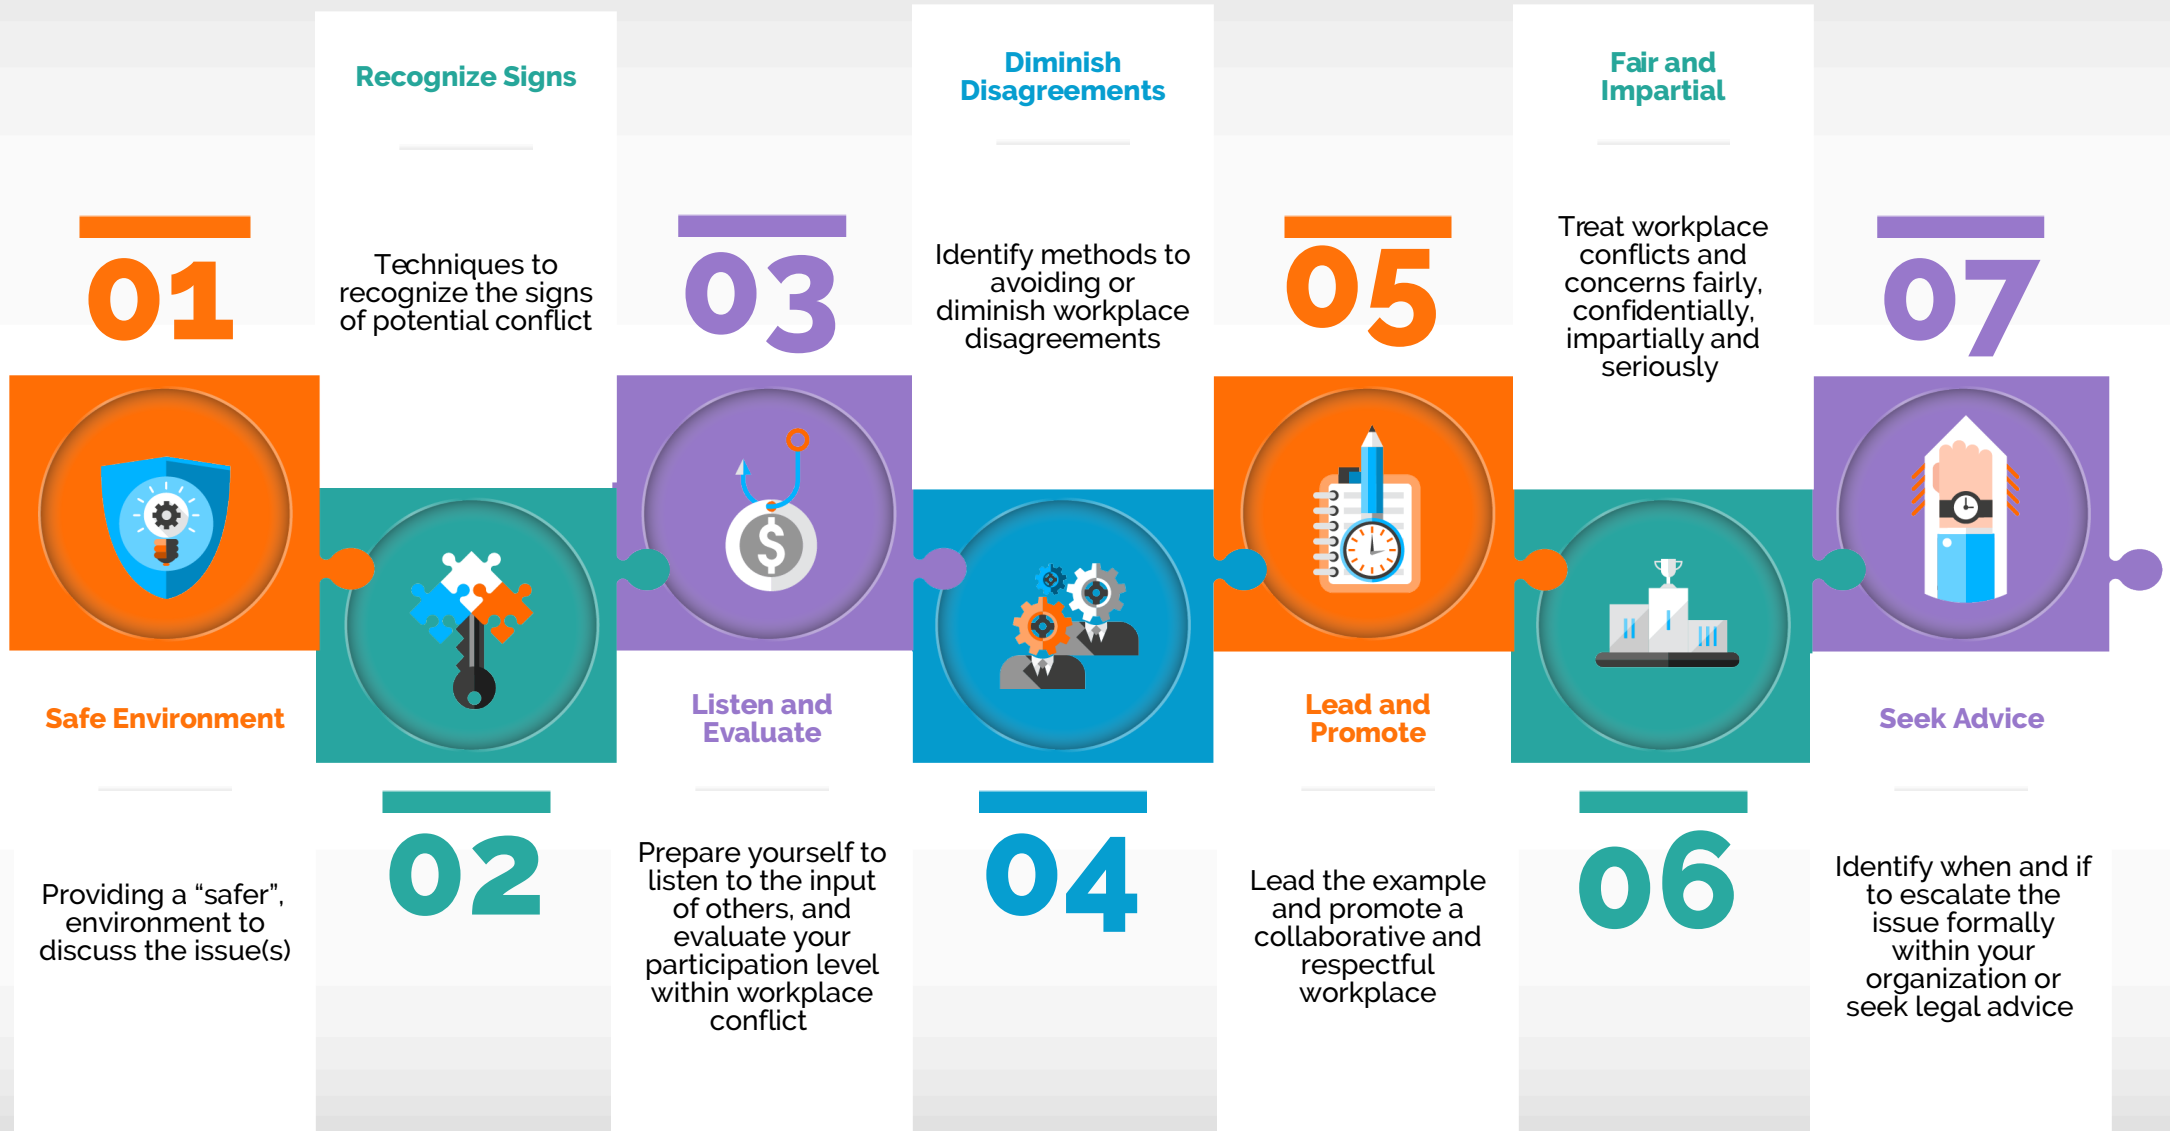 01
Safe Environment
Providing a “safer”,
environment to
discuss the issue(s)
Recognize Signs
Techniques to
recognize the signs
of potential conflict
02
03
Listen and
Evaluate
Prepare yourself to
listen to the input
of others, and
evaluate your
participation level
within workplace
conflict
Diminish
Disagreements
Identify methods to
avoiding or
diminish workplace
disagreements
04
05
Lead and
Promote
Lead the example
and promote a
collaborative and
respectful
workplace
Fair and
Impartial
Treat workplace
conflicts and
concerns fairly,
confidentially,
impartially and
seriously
06
07
Seek Advice
Identify when and if
to escalate the
issue formally
within your
organization or
seek legal advice
$